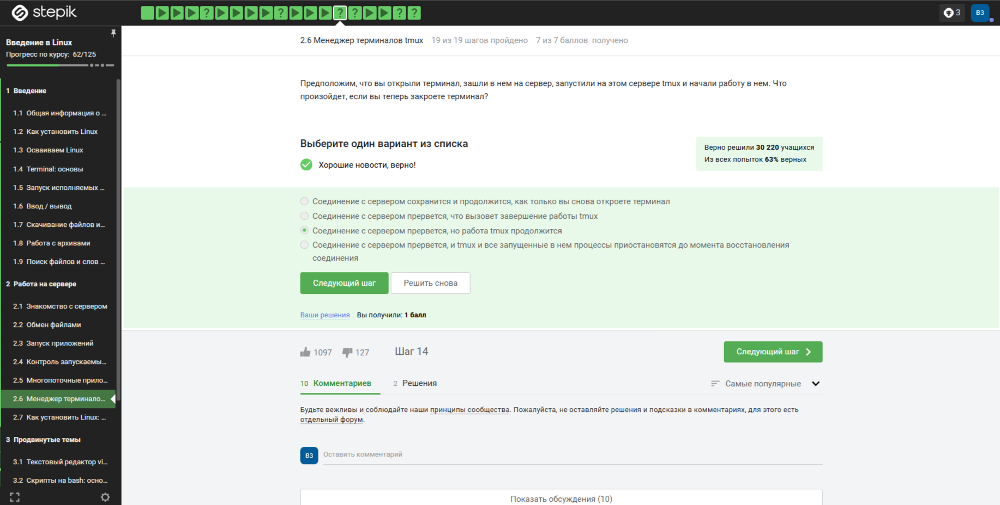 stepik
3
ВЗ
Введение в Linux
Прогресс по курсу: 62/125
1 Введение
1.1 Общая информация о ...
1.2 Как установить Linux
1.3 Осваиваем Linux
1.4 Terminal: основы
1.5 Запуск исполняемых ...
1.6 Ввод / вывод
1.7 Скачивание файлов и...
1.8 Работа с архивами
1.9 Поиск файлов и слов ...
2 Работа на сервере
2.1 Знакомство с сервером
2.2 Обмен файлами
2.3 Запуск приложений
2.4 Контроль запускаемы...
2.5 Многопоточные прило...
2.6 Менеджер терминало...
2.7 Как установить Linux: ...
3 Продвинутые темы
3.1 Текстовый редактор vi...
3.2 Скрипты на bash: осно...
2.6 Менеджер терминалов tmux 19 из 19 шагов пройдено 7 из 7 баллов получено
Предположим, что вы открыли терминал, зашли в нем на сервер, запустили на этом сервере tmux и начали работу в нем. Что
произойдет, если вы теперь закроете терминал?
Выберите один вариант из списка
Хорошие новости, верно!
Верно решили 30 220 учащихся
Из всех попыток 63% верных
Соединение с сервером сохранится и продолжится, как только вы снова откроете терминал
Соединение с сервером прервется, что вызовет завершение работы tmux
Соединение с сервером прервется, но работа tmux продолжится
Соединение с сервером прервется, и tmux и все запущенные в нем процессы приостановятся до момента восстановления
соединения
Следующий шаг Решить снова
Ваши решения Вы получили: 1 балл
1097 127 Шаг 14 Следующий шаг
10 Комментариев 2 Решения Самые популярные
Будьте вежливы и соблюдайте наши принципы сообщества. Пожалуйста, не оставляйте решения и подсказки в комментариях, для этого есть
отдельный форум.
ВЗ Оставить комментарий
Показать обсуждения (10)